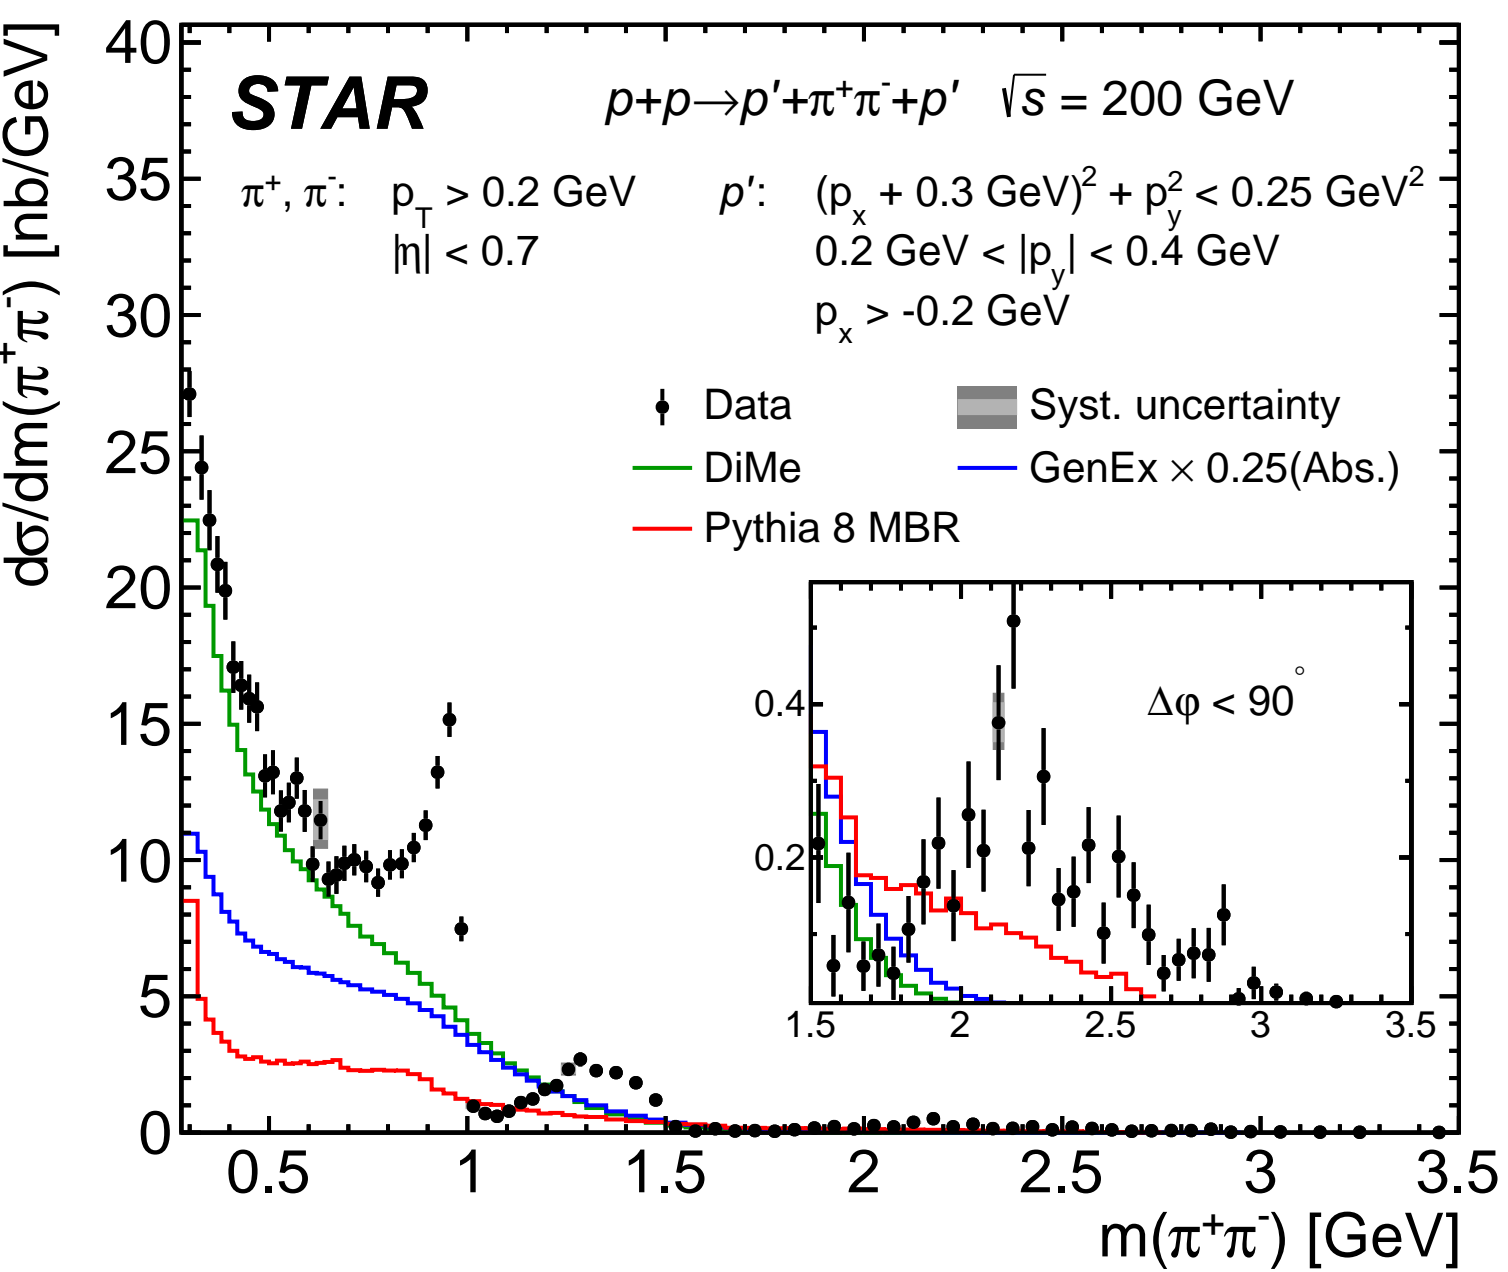 STAR
p+p→p′+π⁺π⁻+p′ √s = 200 GeV
π⁺, π⁻: p_T > 0.2 GeV p′: (p_x + 0.3 GeV)² + p_y² < 0.25 GeV²
|η| < 0.7 0.2 GeV < |p_y| < 0.4 GeV
p_x > -0.2 GeV
Data Syst. uncertainty
DiMe GenEx × 0.25(Abs.)
Pythia 8 MBR
Δφ < 90°
0.4
0.2
1.5 2 2.5 3 3.5
dσ/dm(π⁺π⁻) [nb/GeV]
40
35
30
25
20
15
10
5
0
0.5 1 1.5 2 2.5 3 3.5
m(π⁺π⁻) [GeV]